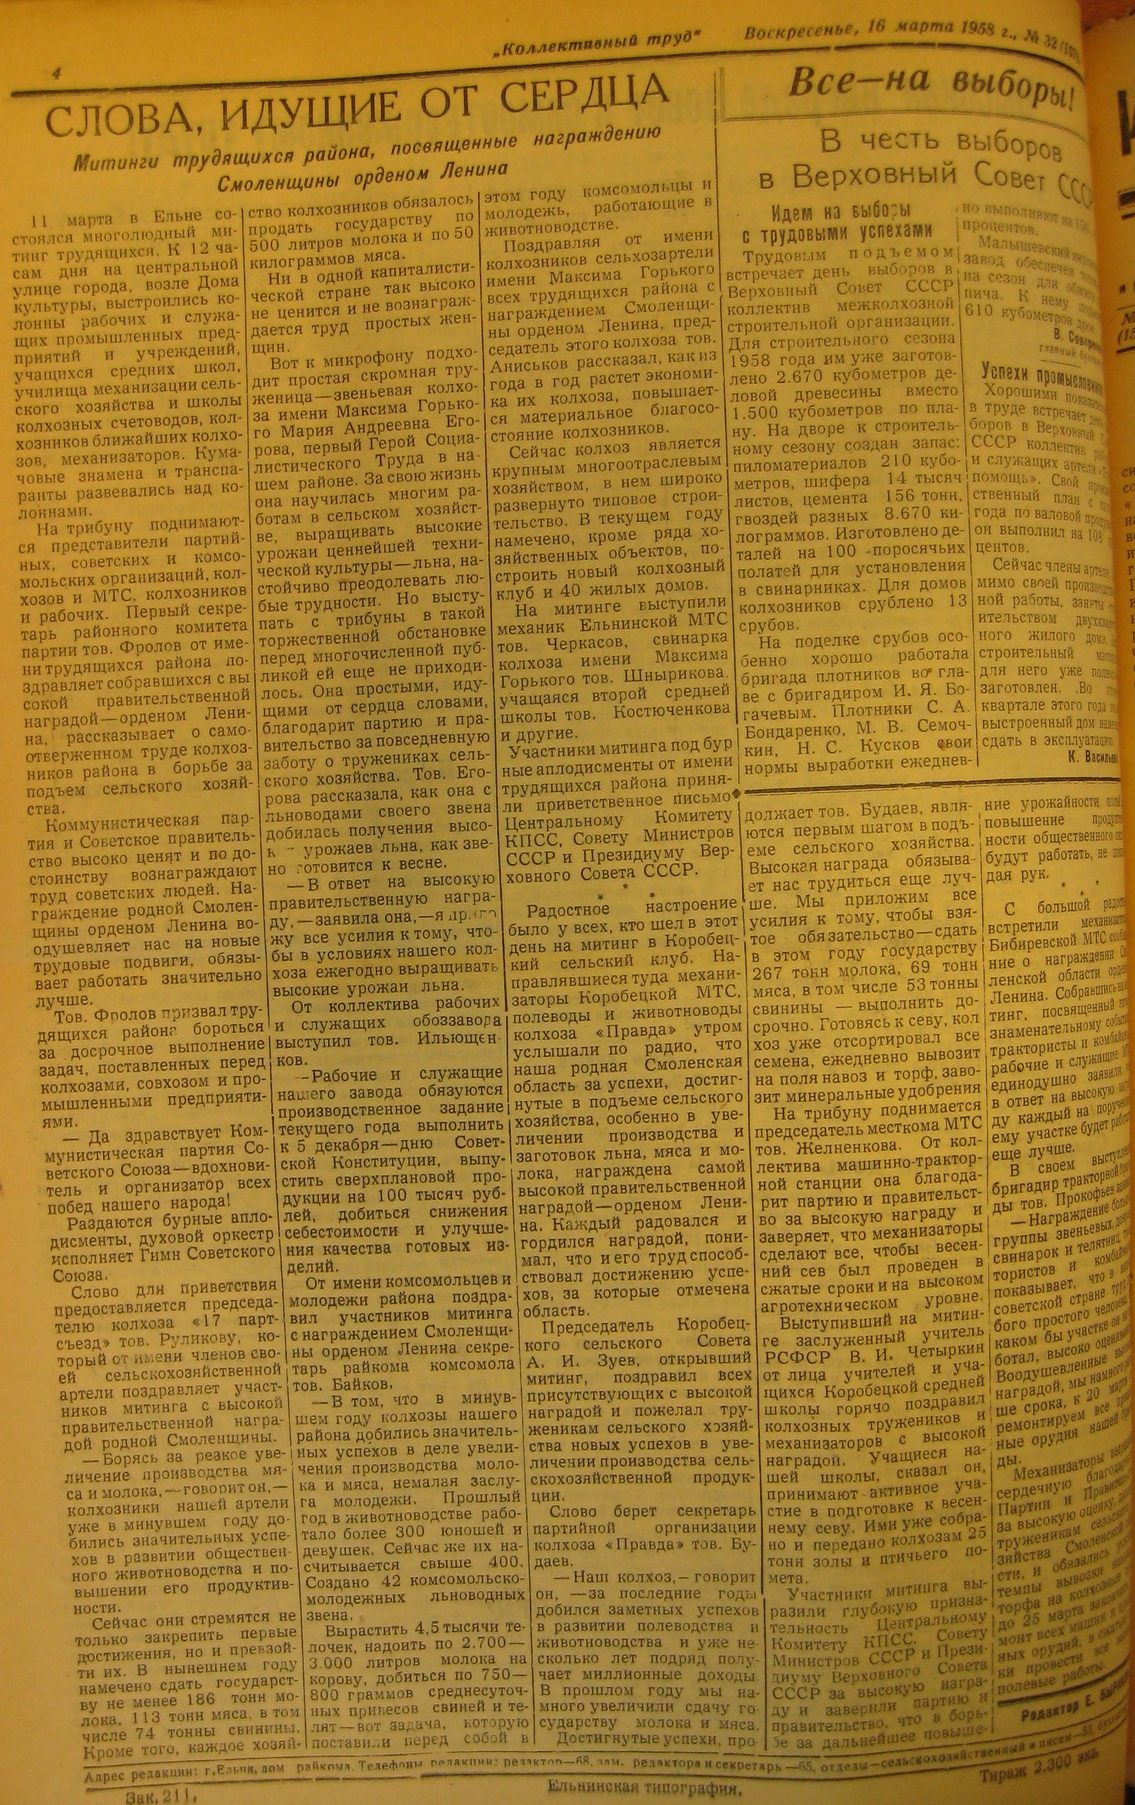 4
„Коллективный труд"
Воскресенье, 16 марта 1958 г., № 32
СЛОВА, ИДУЩИЕ ОТ СЕРДЦА
Митинги трудящихся района, посвященные награждению
Смоленщины орденом Ленина
11 марта в Ельне со-
стоялся многолюдный ми-
тинг трудящихся. К 12 ча-
сам дня на центральной
улице города, возле Дома
культуры, выстроились ко-
лонны рабочих и служа-
щих промышленных пред-
приятий и учреждений,
учащихся средних школ,
училища механизации сель-
ского хозяйства и школы
колхозных счетоводов, кол-
хозников ближайших колхо-
зов, механизаторов. Кума-
човые знамена и транспа-
ранты развевались над ко-
лоннами.
На трибуну поднимают-
ся представители партий-
ных, советских и комсо-
мольских организаций, кол-
хозов и МТС, колхозников
и рабочих. Первый секре-
тарь районного комитета
партии тов. Фролов от име-
ни трудящихся района по-
здравляет собравшихся с вы
сокой правительственной
наградой—орденом Лени-
на, рассказывает о само-
отверженном труде колхоз-
ников района в борьбе за
подъем сельского хозяй-
ства.
Коммунистическая пар-
тия и Советское правитель-
ство высоко ценят и по до-
стоинству вознаграждают
труд советских людей. На-
граждение родной Смолен-
щины орденом Ленина во-
одушевляет нас на новые
трудовые подвиги, обязы-
вает работать значительно
лучше.
Тов. Фролов призвал тру-
дящихся района бороться
за досрочное выполнение
задач, поставленных перед
колхозами, совхозом и про-
мышленными предприяти-
ями.
— Да здравствует Ком-
мунистическая партия Со-
ветского Союза—вдохнови-
тель и организатор всех
побед нашего народа!
Раздаются бурные апло-
дисменты, духовой оркестр
исполняет Гимн Советского
Союза.
Слово для приветствия
предоставляется председа-
телю колхоза «17 парт-
съезд» тов. Руликову, ко-
торый от имени членов сво-
ей сельскохозяйственной
артели поздравляет участ-
ников митинга с высокой
правительственной награ-
дой родной Смоленщины.
—Борясь за резкое уве-
личение производства мя-
са и молока,—говорит он,—
колхозники нашей артели
уже в минувшем году до-
бились значительных успе-
хов в развитии обществен-
ного животноводства и по-
вышении его продуктив-
ности.
Сейчас они стремятся не
только закрепить первые
достижения, но и превзой-
ти их. В нынешнем году
намечено сдать государст-
ву не менее 186 тонн мо-
лока, 113 тонн мяса, в том
числе 74 тонны свинины.
Кроме того, каждое хозяй-
ство колхозников обязалось
продать государству по
500 литров молока и по 50
килограммов мяса.
Ни в одной капиталисти-
ческой стране так высоко
не ценится и не вознаграж-
дается труд простых жен-
щин.
Вот к микрофону подхо-
дит простая скромная тру-
женица—звеньевая колхо-
за имени Максима Горько-
го Мария Андреевна Его-
рова, первый Герой Социа-
листического Труда в на-
шем районе. За свою жизнь
она научилась многим ра-
ботам в сельском хозяйст-
ве, выращивать высокие
урожаи ценнейшей техни-
ческой культуры—льна, на-
стойчиво преодолевать лю-
бые трудности. Но высту-
пать с трибуны в такой
торжественной обстановке
перед многочисленной пуб-
ликой ей еще не приходи-
лось. Она простыми, иду-
щими от сердца словами,
благодарит партию и пра-
вительство за повседневную
заботу о тружениках сель-
ского хозяйства. Тов. Его-
рова рассказала, как она с
льноводами своего звена
добилась получения высо-
к урожаев льна, как зве-
но готовится к весне.
—В ответ на высокую
правительственную награ-
ду,—заявила она,—я
жу все усилия к тому, что-
бы в условиях нашего кол-
хоза ежегодно выращивать
высокие урожаи льна.
От коллектива рабочих
и служащих обоззавора
выступил тов. Ильющен
ков.
—Рабочие и служащие
нашего завода обязуются
производственное задание
текущего года выполнить
к 5 декабря—дню Совет-
ской Конституции, выпу-
стить сверхплановой про-
дукции на 100 тысяч руб-
лей, добиться снижения
себестоимости и улучше-
ния качества готовых из-
делий.
От имени комсомольцев и
молодежи района поздра-
вил участников митинга
с награждением Смоленщи-
ны орденом Ленина секре-
тарь райкома комсомола
тов. Байков.
—В том, что в минув-
шем году колхозы нашего
района добились значитель-
ных успехов в деле увели-
чения производства моло-
ка и мяса, немалая заслу-
га молодежи. Прошлый
год в животноводстве рабо-
тало более 300 юношей и
девушек. Сейчас же их на-
считывается свыше 400.
Создано 42 комсомольско-
молодежных льноводных
звена.
Вырастить 4,5 тысячи те-
лочек, надоить по 2.700—
3.000 литров молока на
корову, добиться по 750—
800 граммов среднесуточ-
ных привесов свиней и те-
лят—вот задача, которую
поставили перед собой в
этом году комсомольцы и
молодежь, работающие в
животноводстве.
Поздравляя от имени
колхозников сельхозартели
имени Максима Горького
всех трудящихся района с
награждением Смоленщи-
ны орденом Ленина, пред-
седатель этого колхоза тов.
Аниськов рассказал, как из
года в год растет экономи-
ка их колхоза, повышает-
ся материальное благосо-
стояние колхозников.
Сейчас колхоз является
крупным многоотраслевым
хозяйством, в нем широко
развернуто типовое строи-
тельство. В текущем году
намечено, кроме ряда хо-
зяйственных объектов, по-
строить новый колхозный
клуб и 40 жилых домов.
На митинге выступили
механик Ельнинской МТС
тов. Черкасов, свинарка
колхоза имени Максима
Горького тов. Шнырикова,
учащаяся второй средней
школы тов. Костюченкова
и другие.
Участники митинга под бур
ные аплодисменты от имени
трудящихся района приня-
ли приветственное письмо
Центральному Комитету
КПСС, Совету Министров
СССР и Президиуму Вер-
ховного Совета СССР.
* * *
Радостное настроение
было у всех, кто шел в этот
день на митинг в Коробец-
кий сельский клуб. На-
правлявшиеся туда механи-
заторы Коробецкой МТС,
полеводы и животноводы
колхоза «Правда» утром
услышали по радио, что
наша родная Смоленская
область за успехи, достиг-
нутые в подъеме сельского
хозяйства, особенно в уве-
личении производства и
заготовок льна, мяса и мо-
лока, награждена самой
высокой правительственной
наградой—орденом Лени-
на. Каждый радовался и
гордился наградой, пони-
мал, что и его труд способ-
ствовал достижению успе-
хов, за которые отмечена
область.
Председатель Коробец-
кого сельского Совета
А. И. Зуев, открывший
митинг, поздравил всех
присутствующих с высокой
наградой и пожелал тру-
женикам сельского хозяй-
ства новых успехов в уве-
личении производства сель-
скохозяйственной продук-
ции.
Слово берет секретарь
партийной организации
колхоза «Правда» тов. Бу-
даев.
—Наш колхоз,—говорит
он,—за последние годы
добился заметных успехов
в развитии полеводства и
животноводства и уже не-
сколько лет подряд полу-
чает миллионные доходы.
В прошлом году мы на-
много увеличили сдачу го-
сударству молока и мяса.
Достигнутые успехи, про-
должает тов. Будаев, явля-
ются первым шагом в подъ-
еме сельского хозяйства.
Высокая награда обязыва-
ет нас трудиться еще луч-
ше. Мы приложим все
усилия к тому, чтобы взя-
тое обязательство—сдать
в этом году государству
267 тонн молока, 69 тонн
мяса, в том числе 53 тонны
свинины — выполнить до-
срочно. Готовясь к севу, кол
хоз уже отсортировал все
семена, ежедневно вывозит
на поля навоз и торф, заво-
зит минеральные удобрения
На трибуну поднимается
председатель месткома МТС
тов. Желненкова. От кол-
лектива машинно-трактор-
ной станции она благода-
рит партию и правительст-
во за высокую награду и
заверяет, что механизаторы
сделают все, чтобы весен-
ний сев был проведен в
сжатые сроки и на высоком
агротехническом уровне.
Выступивший на митин-
ге заслуженный учитель
РСФСР В. И. Четыркин
от лица учителей и уча-
щихся Коробецкой средней
школы горячо поздравил
колхозных тружеников и
механизаторов с высокой
наградой. Учащиеся на-
шей школы, сказал он,
принимают активное уча-
стие в подготовке к весен-
нему севу. Ими уже собра-
но и передано колхозам 25
тонн золы и птичьего по-
мета.
Участники митинга вы-
разили глубокую призна-
тельность Центральному
Комитету КПСС, Совету
Министров СССР и Прези-
диуму Верховного Совета
СССР за высокую награ-
ду и заверили партию и
правительство, что в борь-
бе за дальнейшее повыше-
ние урожайности
повышение
ности общественного
будут работать, не
дая рук.
* * *
С большой
встретили
Бибиревской МТС
ние о награждении
ленской области
Ленина. Собравшись
тинг, посвященный
знаменательному
трактористы и
рабочие и служащие
единодушно заявили
в ответ на высокую
ду каждый на
ему участке будет
еще лучше.
В своем
бригадир тракторной
ды тов. Прокофьев
—Награждение
группы звеньевых,
свинарок и телятниц,
тористов и
показывает, что в
советской стране
бого простого человека
каком бы участке он
ботал, высоко
Воодушевленные
наградой, мы
ше срока, к 20 марта
ремонтируем все
ные орудия нашей
ды.
Механизаторы
сердечную
Партии и
за высокую оценку
труженикам
зяйства Смоленской
сти, и обязались
темпы вывозки
торфа на колхозные
до 25 марта
монт всех машин и
ных орудий, в
ки провести все
полевые работы.
Редактор Е.
Все—на выборы!
В честь выборов
в Верховный Совет СССР
Идем на выборы
с трудовыми успехами
Трудовым подъемом
встречает день выборов в
Верховный Совет СССР
коллектив межколхозной
строительной организации.
Для строительного сезона
1958 года им уже заготов-
лено 2.670 кубометров де-
ловой древесины вместо
1.500 кубометров по пла-
ну. На дворе к строитель-
ному сезону создан запас:
пиломатериалов 210 кубо-
метров, шифера 14 тысяч
листов, цемента 156 тонн,
гвоздей разных 8.670 ки-
лограммов. Изготовлено де-
талей на 100 -поросячьих
полатей для установления
в свинарниках. Для домов
колхозников срублено 13
срубов.
На поделке срубов осо-
бенно хорошо работала
бригада плотников во гла-
ве с бригадиром И. Я. Бо-
гачевым. Плотники С. А.
Бондаренко, М. В. Семоч-
кин, Н. С. Кусков свои
нормы выработки ежеднев-
но выполняют на
процентов.
Малышевский
завод обеспечен
на сезон для
пича. К нему
610 кубометров
В.
главный
Успехи
Хорошими
в труде встречает
боров в Верховный
СССР коллектив
и служащих артели
помощь». Свой
ственный план с
года по валовой
он выполнил на 108
центов.
Сейчас члены артели
мимо своей
ной работы, заняты
ительством
ного жилого дома
строительный
для него уже
заготовлен. Во
квартале этого года
выстроенный дом
сдать в эксплуатацию.
К.
Адрес редакции: г. Ельня, дом райкома. Телефоны редакции: редактор—68, зам. редактора и секретарь —65, отделы—сельскохозяйственный и писем—53,
Зак. 211.
Ельнинская типография.
Тираж 2.300 экз.